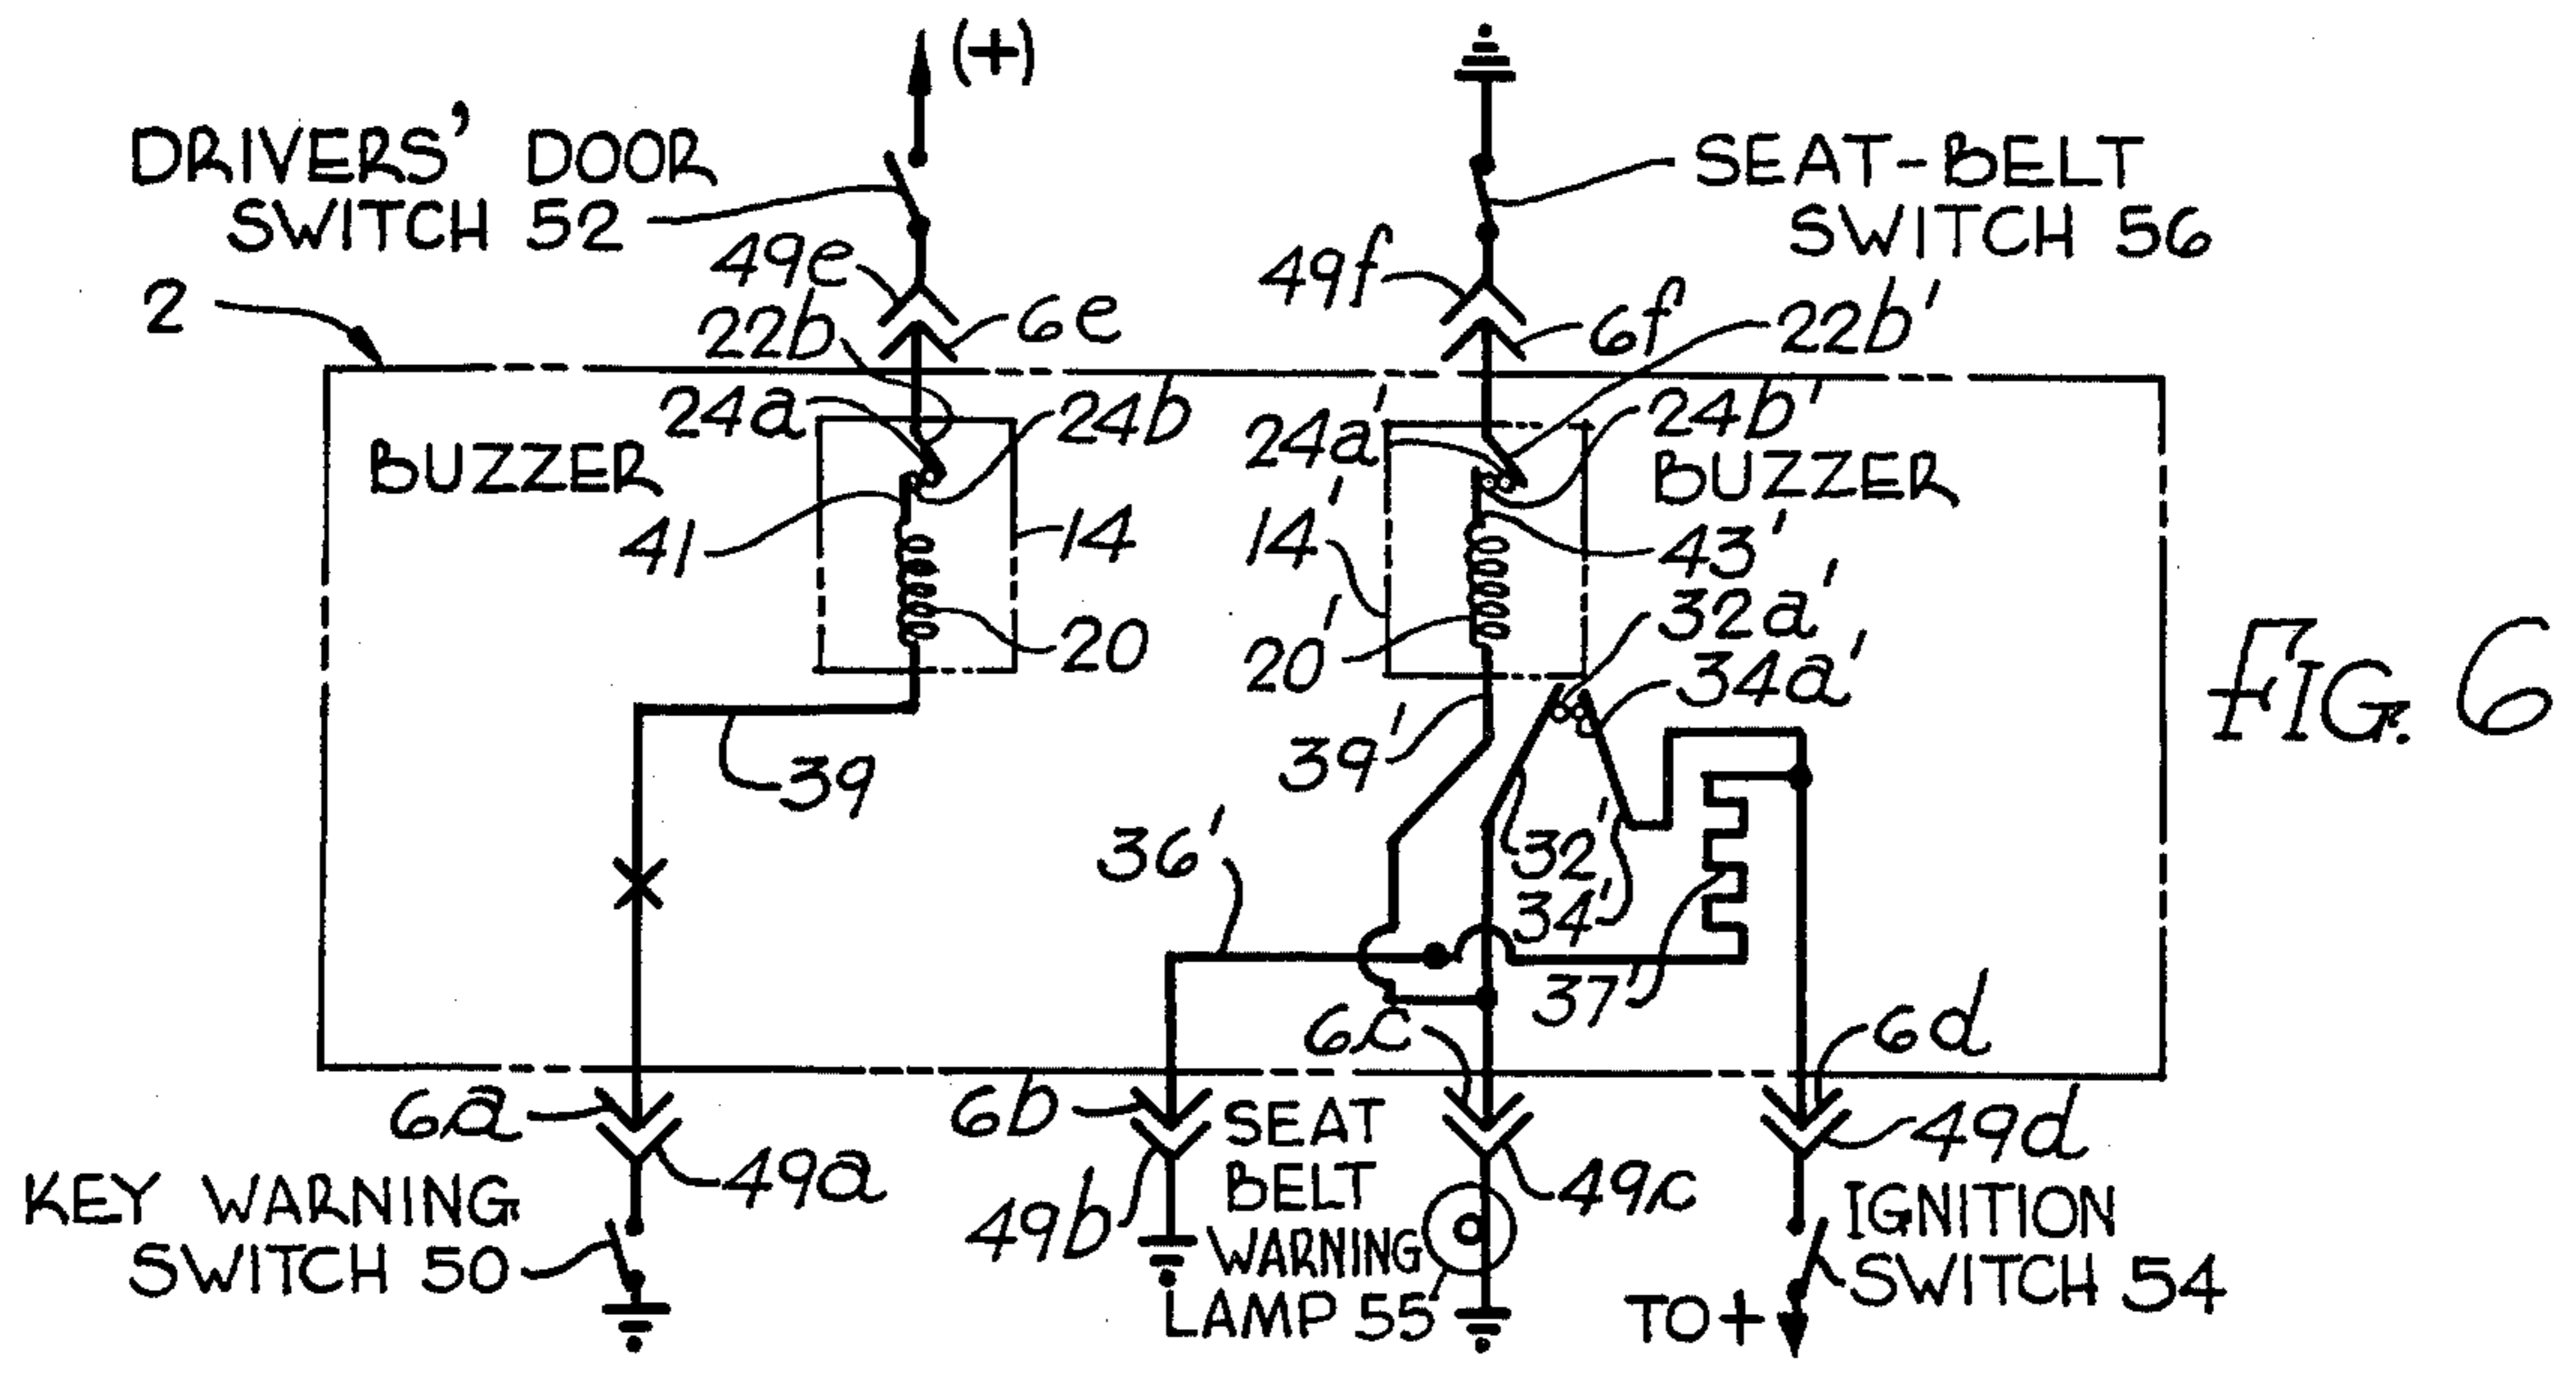 (+)
DRIVERS' DOOR
SWITCH 52
SEAT-BELT
SWITCH 56
49e
49f
2
22b
6e
6f
22b'
24a
24b
24a'
24b'
BUZZER
BUZZER
41
14
14'
43'
20
20'
32a'
34a'
FIG. 6
39
39'
36'
32'
34'
37'
6c
6d
6a
6b
SEAT
BELT
WARNING
LAMP 55
49a
49b
49c
49d
KEY WARNING
SWITCH 50
IGNITION
SWITCH 54
TO +